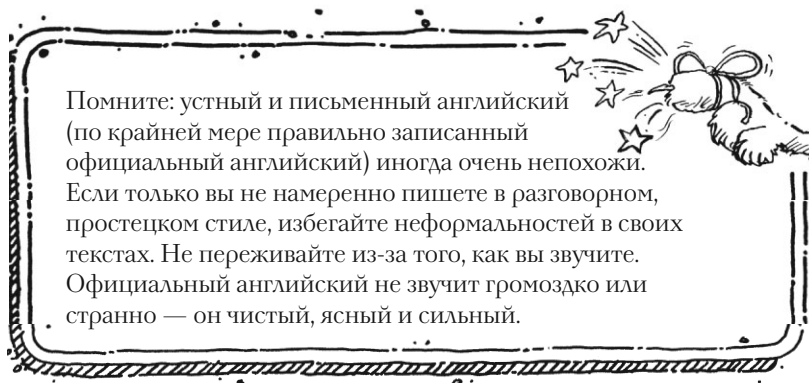 Помните: устный и письменный английский
(по крайней мере правильно записанный
официальный английский) иногда очень непохожи.
Если только вы не намеренно пишете в разговорном,
простецком стиле, избегайте неформальностей в своих
текстах. Не переживайте из-за того, как вы звучите.
Официальный английский не звучит громоздко или
странно — он чистый, ясный и сильный.